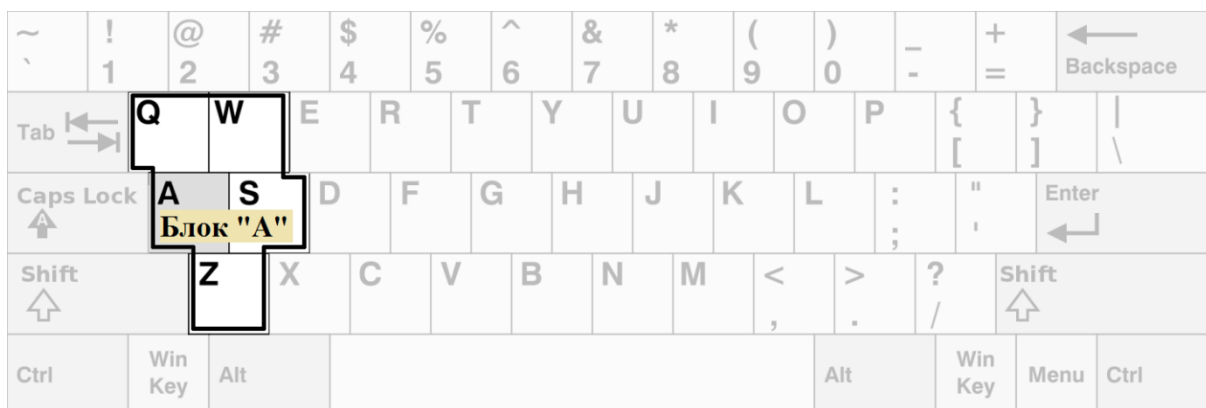 ~ ! @ # $ % ^ & * ( ) _ +
` 1 2 3 4 5 6 7 8 9 0 - = Backspace
Tab Q W E R T Y U I O P { } |
[ ] \
Caps Lock A S D F G H J K L : " Enter
A Блок "А" ; '
Shift Z X C V B N M < > ? Shift
, . /
Ctrl Win Key Alt Alt Win Key Menu Ctrl